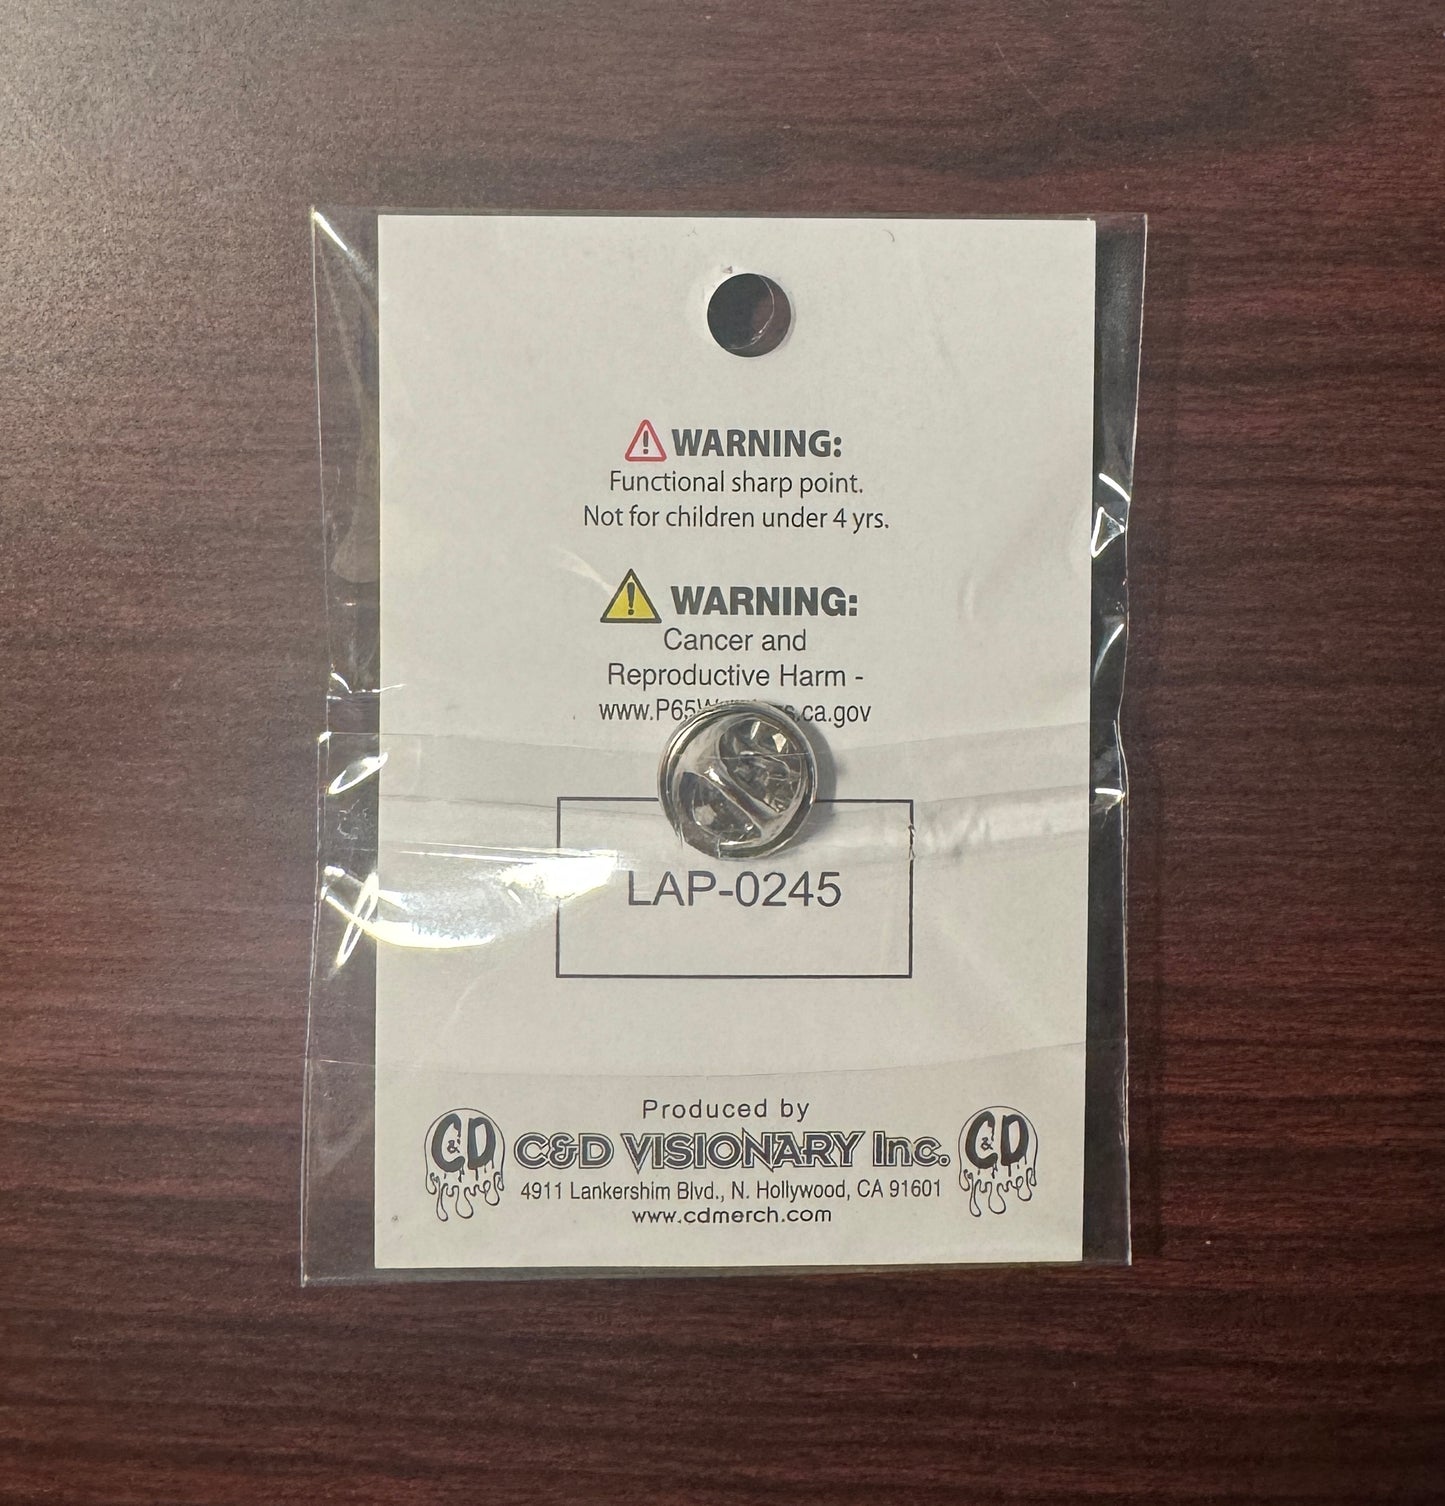 WARNING:
Functional sharp point.
Not for children under 4 yrs.
WARNING:
Cancer and
Reproductive Harm -
LAP-0245
Produced by
C&D C&D VISIONARY Inc. C&D
4911 Lankershim Blvd., N. Hollywood, CA 91601
www.cdmerch.com